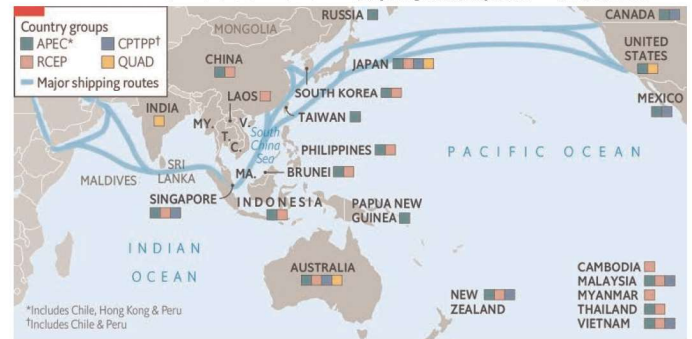 Country groups
APEC*
CPTPP†
RCEP
QUAD
Major shipping routes
RUSSIA
CANADA
MONGOLIA
UNITED
STATES
CHINA
JAPAN
MEXICO
LAOS
SOUTH KOREA
INDIA
MY.
V.
TAIWAN
T.
C.
South
China
Sea
PHILIPPINES
PACIFIC OCEAN
SRI
LANKA
MALDIVES
MA.
BRUNEI
SINGAPORE
INDONESIA
PAPUA NEW
GUINEA
INDIAN
OCEAN
AUSTRALIA
NEW
ZEALAND
CAMBODIA
MALAYSIA
MYANMAR
THAILAND
VIETNAM
*Includes Chile, Hong Kong & Peru
†Includes Chile & Peru